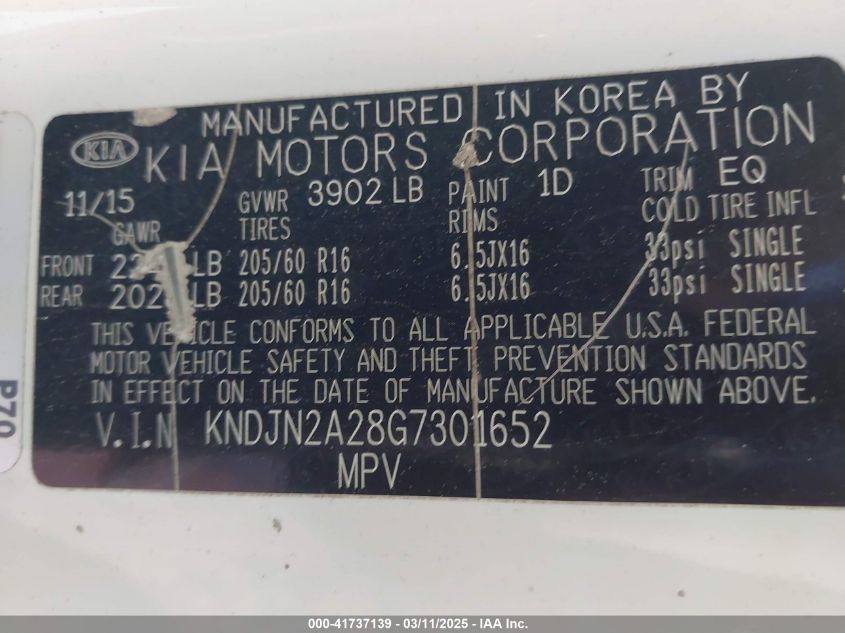 MANUFACTURED IN KOREA BY
KIA KIA MOTORS CORPORATION
11/15 GVWR 3902 LB PAINT 1D TRIM EQ
GAWR TIRES RIMS COLD TIRE INFL
FRONT LB 205/60 R16 6.5JX16 33psi SINGLE
REAR LB 205/60 R16 6.5JX16 33psi SINGLE
THIS VEHICLE CONFORMS TO ALL APPLICABLE U.S.A. FEDERAL
MOTOR VEHICLE SAFETY AND THEFT PREVENTION STANDARDS
IN EFFECT ON THE DATE OF MANUFACTURE SHOWN ABOVE.
V.I.N KNDJN2A28G7301652
MPV
P79
000-41737139 - 03/11/2025 - IAA Inc.